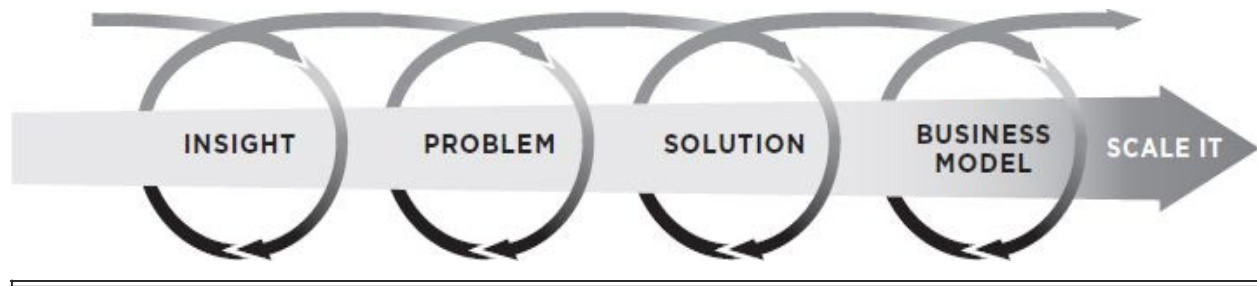 INSIGHT
PROBLEM
SOLUTION
BUSINESS
MODEL
SCALE IT